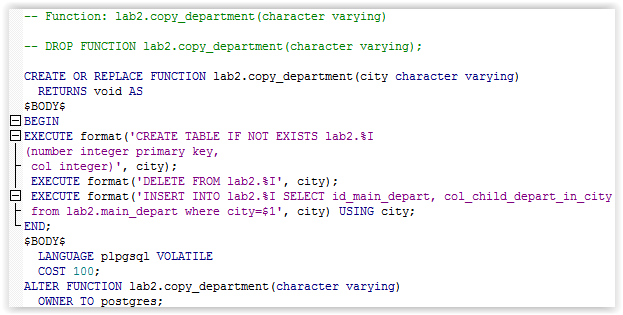 -- Function: lab2.copy_department(character varying)
-- DROP FUNCTION lab2.copy_department(character varying);
CREATE OR REPLACE FUNCTION lab2.copy_department(city character varying)
  RETURNS void AS
$BODY$
BEGIN
EXECUTE format('CREATE TABLE IF NOT EXISTS lab2.%I
(number integer primary key,
 col integer)', city);
 EXECUTE format('DELETE FROM lab2.%I', city);
 EXECUTE format('INSERT INTO lab2.%I SELECT id_main_depart, col_child_depart_in_city
 from lab2.main_depart where city=$1', city) USING city;
END;
$BODY$
  LANGUAGE plpgsql VOLATILE
  COST 100;
ALTER FUNCTION lab2.copy_department(character varying)
  OWNER TO postgres;